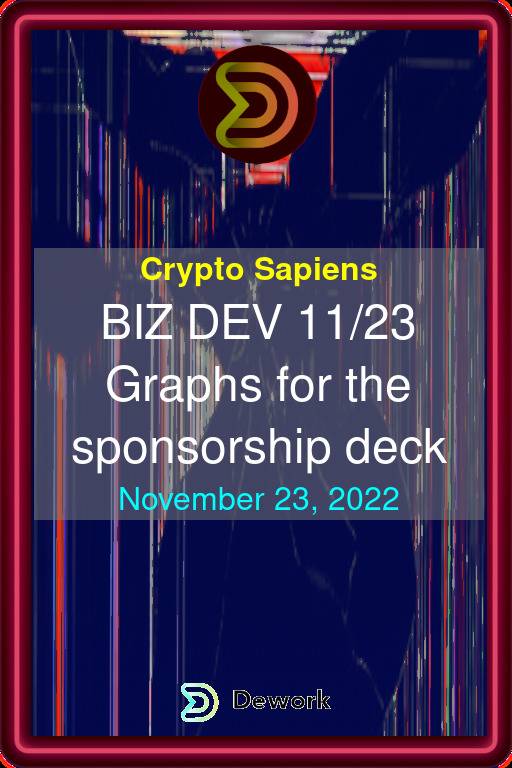 Crypto Sapiens
BIZ DEV 11/23
Graphs for the
sponsorship deck
November 23, 2022
Dework